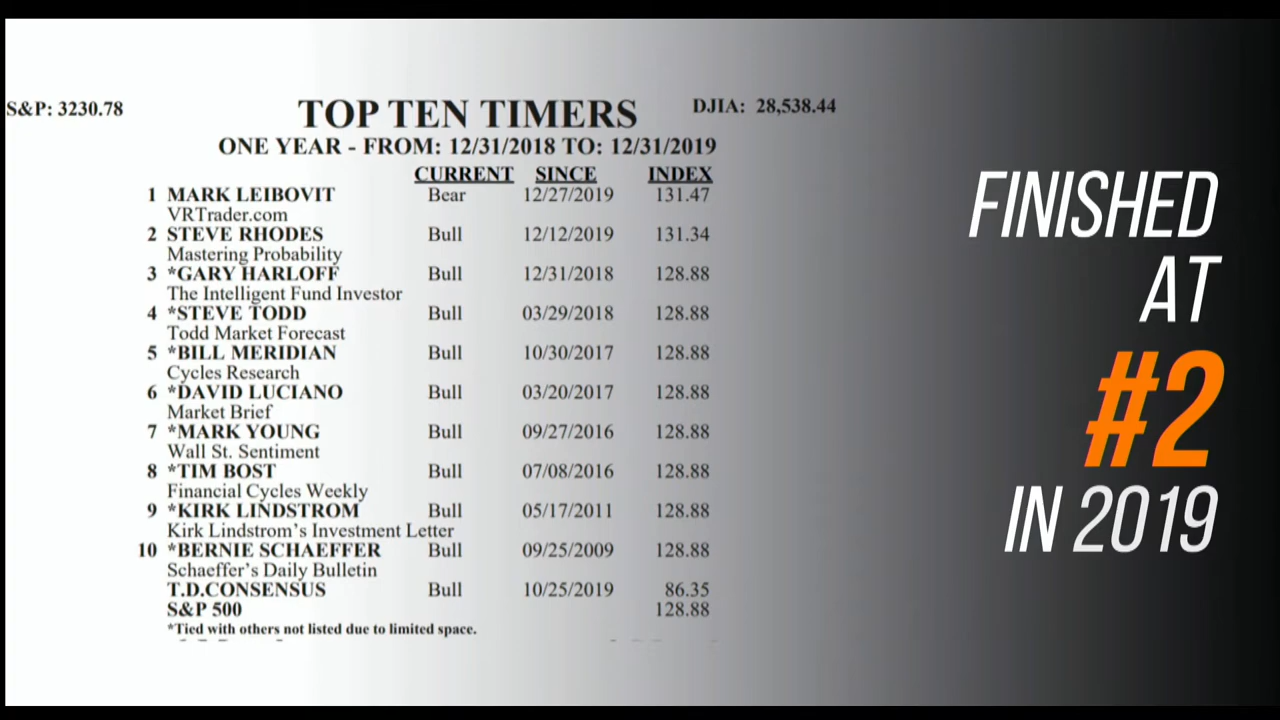 S&P: 3230.78
TOP TEN TIMERS
DJIA: 28,538.44
ONE YEAR - FROM: 12/31/2018 TO: 12/31/2019
CURRENT SINCE INDEX
1 MARK LEIBOVIT Bear 12/27/2019 131.47
VRTrader.com
2 STEVE RHODES Bull 12/12/2019 131.34
Mastering Probability
3 *GARY HARLOFF Bull 12/31/2018 128.88
The Intelligent Fund Investor
4 *STEVE TODD Bull 03/29/2018 128.88
Todd Market Forecast
5 *BILL MERIDIAN Bull 10/30/2017 128.88
Cycles Research
6 *DAVID LUCIANO Bull 03/20/2017 128.88
Market Brief
7 *MARK YOUNG Bull 09/27/2016 128.88
Wall St. Sentiment
8 *TIM BOST Bull 07/08/2016 128.88
Financial Cycles Weekly
9 *KIRK LINDSTROM Bull 05/17/2011 128.88
Kirk Lindstrom's Investment Letter
10 *BERNIE SCHAEFFER Bull 09/25/2009 128.88
Schaeffer's Daily Bulletin
T.D.CONSENSUS Bull 10/25/2019 86.35
S&P 500 128.88
*Tied with others not listed due to limited space.
FINISHED
AT
#2
IN 2019